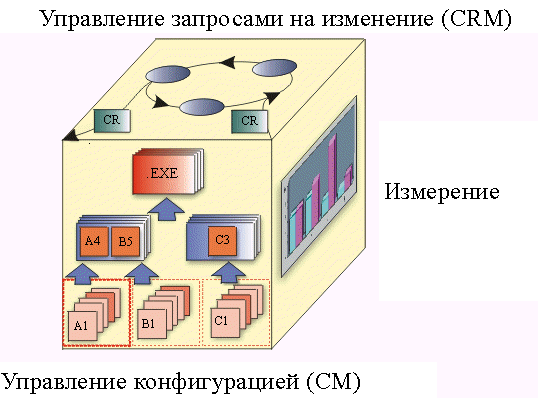 Управление запросами на изменение (CRM)
CR
CR
.EXE
A4
B5
C3
Измерение
A1
B1
C1
Управление конфигурацией (CM)